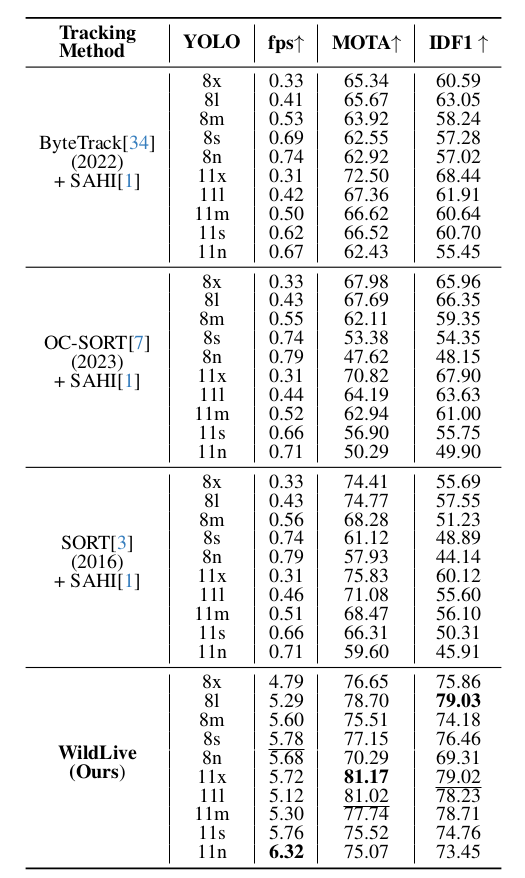 Tracking Method YOLO fps↑ MOTA↑ IDF1 ↑
ByteTrack[34] (2022) + SAHI[1]
8x 0.33 65.34 60.59
8l 0.41 65.67 63.05
8m 0.53 63.92 58.24
8s 0.69 62.55 57.28
8n 0.74 62.92 57.02
11x 0.31 72.50 68.44
11l 0.42 67.36 61.91
11m 0.50 66.62 60.64
11s 0.62 66.52 60.70
11n 0.67 62.43 55.45
OC-SORT[7] (2023) + SAHI[1]
8x 0.33 67.98 65.96
8l 0.43 67.69 66.35
8m 0.55 62.11 59.35
8s 0.74 53.38 54.35
8n 0.79 47.62 48.15
11x 0.31 70.82 67.90
11l 0.44 64.19 63.63
11m 0.52 62.94 61.00
11s 0.66 56.90 55.75
11n 0.71 50.29 49.90
SORT[3] (2016) + SAHI[1]
8x 0.33 74.41 55.69
8l 0.43 74.77 57.55
8m 0.56 68.28 51.23
8s 0.74 61.12 48.89
8n 0.79 57.93 44.14
11x 0.31 75.83 60.12
11l 0.46 71.08 55.60
11m 0.51 68.47 56.10
11s 0.66 66.31 50.31
11n 0.71 59.60 45.91
WildLive (Ours)
8x 4.79 76.65 75.86
8l 5.29 78.70 79.03
8m 5.60 75.51 74.18
8s 5.78 77.15 76.46
8n 5.68 70.29 69.31
11x 5.72 81.17 79.02
11l 5.12 81.02 78.23
11m 5.30 77.74 78.71
11s 5.76 75.52 74.76
11n 6.32 75.07 73.45